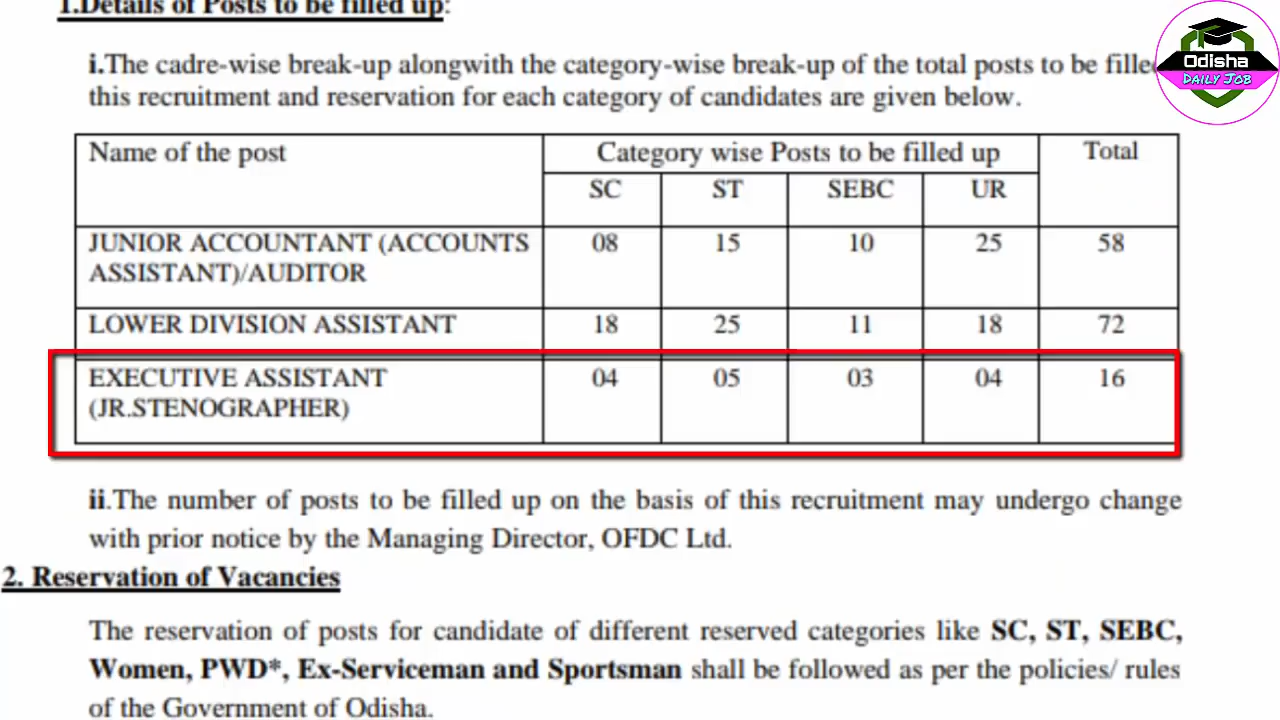 1.Details of Posts to be filled up:
i.The cadre-wise break-up alongwith the category-wise break-up of the total posts to be fille
this recruitment and reservation for each category of candidates are given below.
Odisha
DAILY JOB
Name of the post Category wise Posts to be filled up Total
SC ST SEBC UR
JUNIOR ACCOUNTANT (ACCOUNTS 08 15 10 25 58
ASSISTANT)/AUDITOR
LOWER DIVISION ASSISTANT 18 25 11 18 72
EXECUTIVE ASSISTANT 04 05 03 04 16
(JR.STENOGRAPHER)
ii.The number of posts to be filled up on the basis of this recruitment may undergo change
with prior notice by the Managing Director, OFDC Ltd.
2. Reservation of Vacancies
The reservation of posts for candidate of different reserved categories like SC, ST, SEBC,
Women, PWD*, Ex-Serviceman and Sportsman shall be followed as per the policies/ rules
of the Government of Odisha.